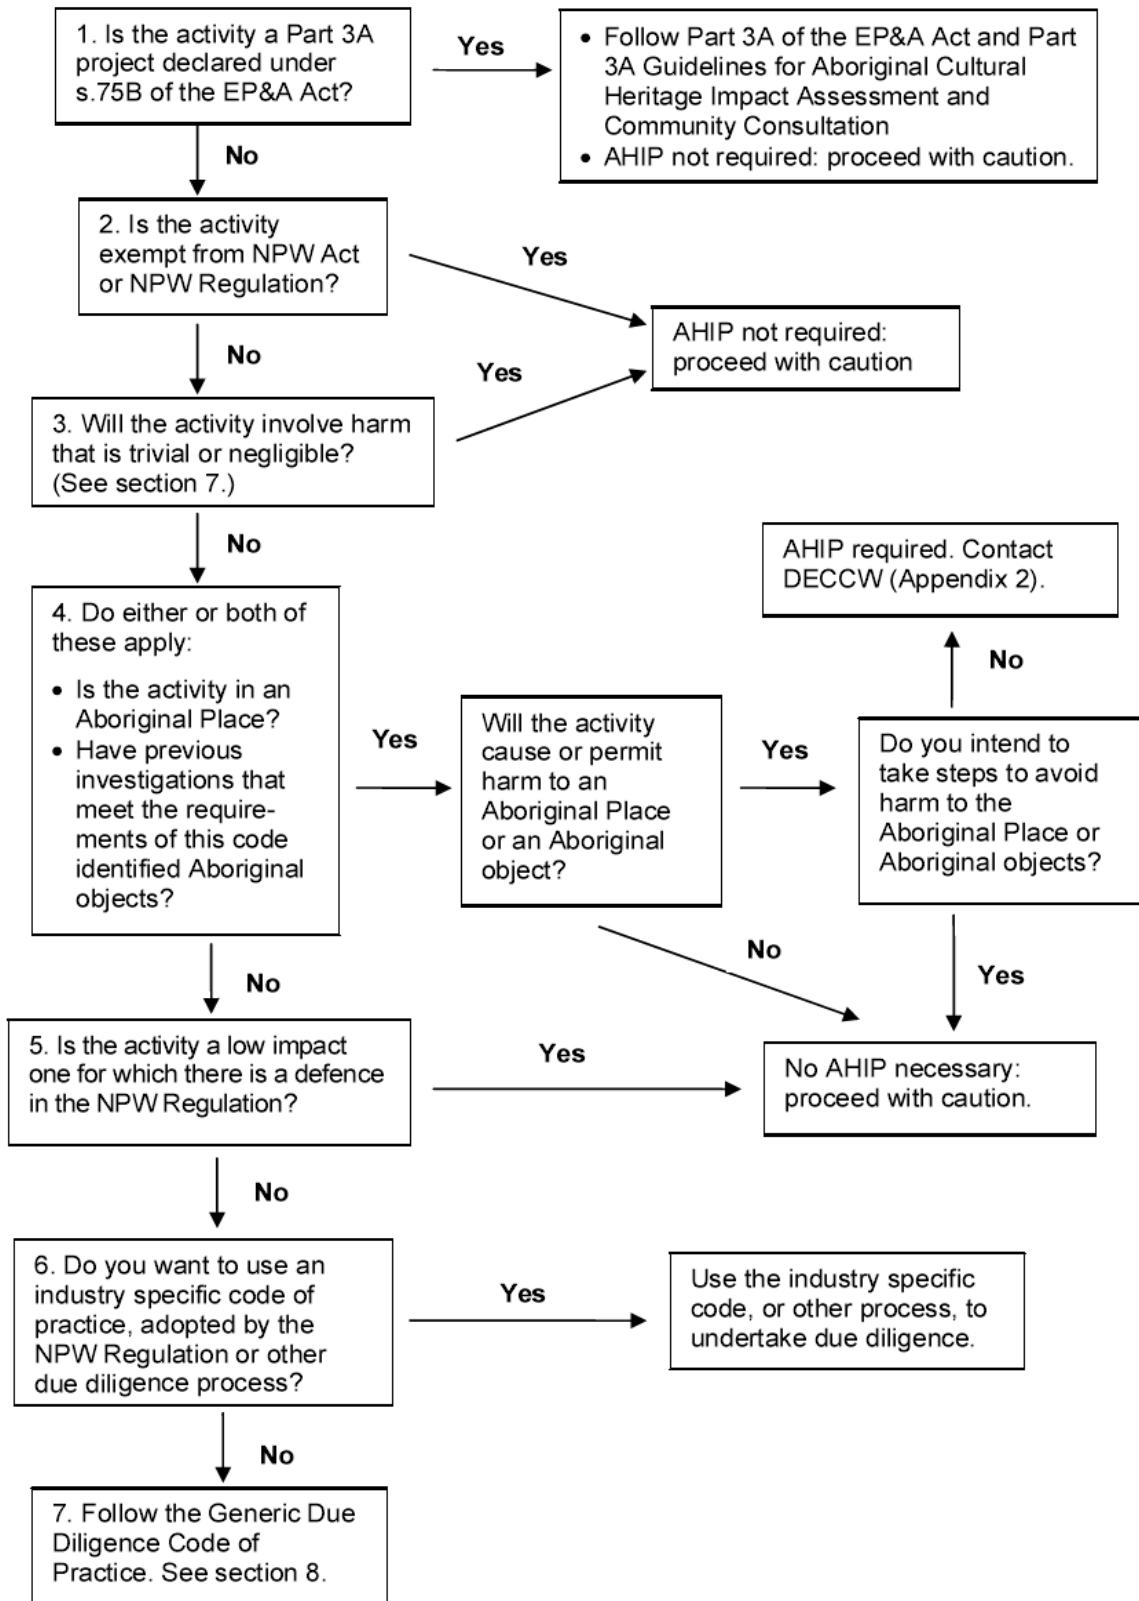 1. Is the activity a Part 3A
project declared under
s.75B of the EP&A Act?
Yes
• Follow Part 3A of the EP&A Act and Part
3A Guidelines for Aboriginal Cultural
Heritage Impact Assessment and
Community Consultation
• AHIP not required: proceed with caution.
No
2. Is the activity
exempt from NPW Act
or NPW Regulation?
Yes
AHIP not required:
proceed with caution
No
Yes
3. Will the activity involve harm
that is trivial or negligible?
(See section 7.)
No
AHIP required. Contact
DECCW (Appendix 2).
No
4. Do either or both of
these apply:
• Is the activity in an
Aboriginal Place?
• Have previous
investigations that
meet the require-
ments of this code
identified Aboriginal
objects?
Yes
Will the activity
cause or permit
harm to an
Aboriginal Place
or an Aboriginal
object?
Yes
Do you intend to
take steps to avoid
harm to the
Aboriginal Place or
Aboriginal objects?
No
No
Yes
5. Is the activity a low impact
one for which there is a defence
in the NPW Regulation?
Yes
No AHIP necessary:
proceed with caution.
No
6. Do you want to use an
industry specific code of
practice, adopted by the
NPW Regulation or other
due diligence process?
Yes
Use the industry specific
code, or other process, to
undertake due diligence.
No
7. Follow the Generic Due
Diligence Code of
Practice. See section 8.